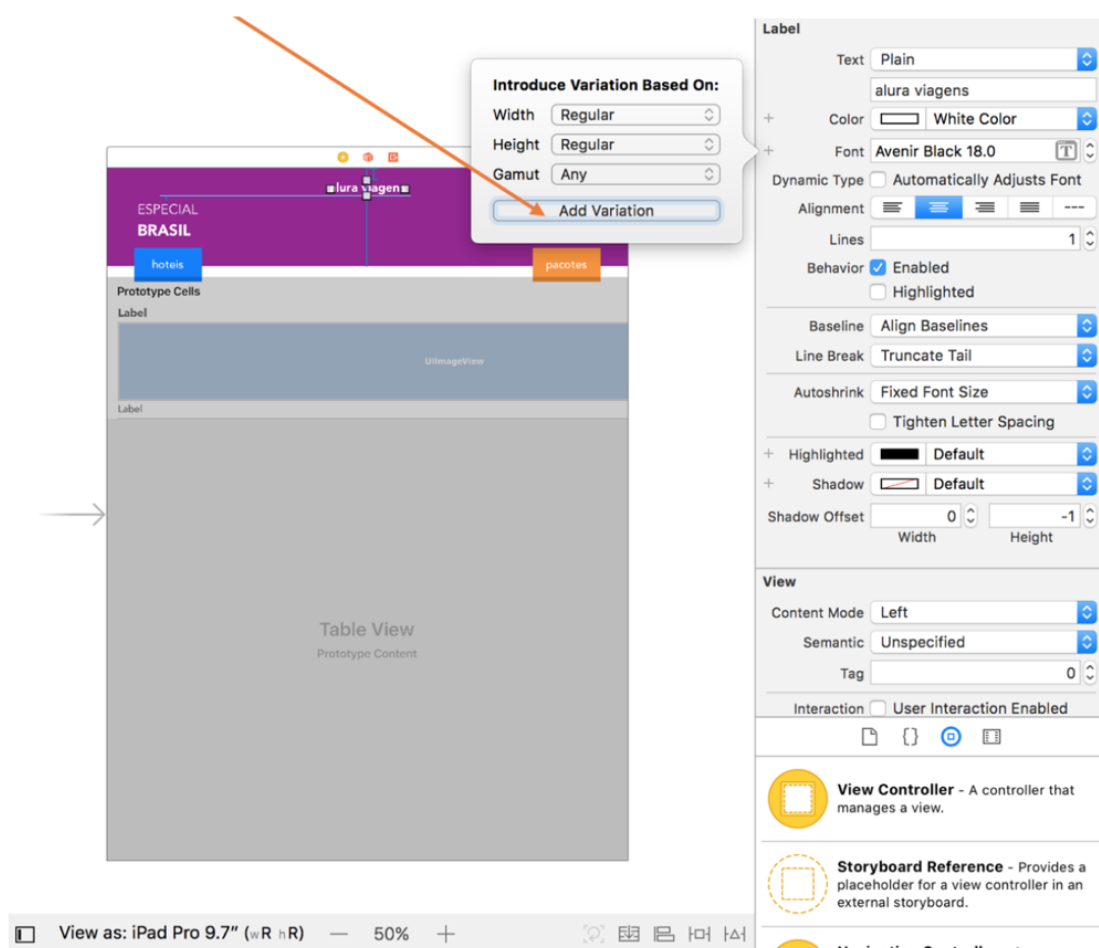 Label
Text Plain
alura viagens
Color White Color
Font Avenir Black 18.0 T
Dynamic Type Automatically Adjusts Font
Alignment
Lines 1
Behavior Enabled
Highlighted
Baseline Align Baselines
Line Break Truncate Tail
Autoshrink Fixed Font Size
Tighten Letter Spacing
Highlighted Default
Shadow Default
Shadow Offset 0 -1
Width Height
View
Content Mode Left
Semantic Unspecified
Tag 0
Interaction User Interaction Enabled
{}
View Controller - A controller that
manages a view.
Storyboard Reference - Provides a
placeholder for a view controller in an
external storyboard.
Introduce Variation Based On:
Width Regular
Height Regular
Gamut Any
Add Variation
alura viagens
ESPECIAL
BRASIL
hoteis
pacotes
Prototype Cells
Label
UIImageView
Label
Table View
Prototype Content
View as: iPad Pro 9.7” (wR hR) — 50% +